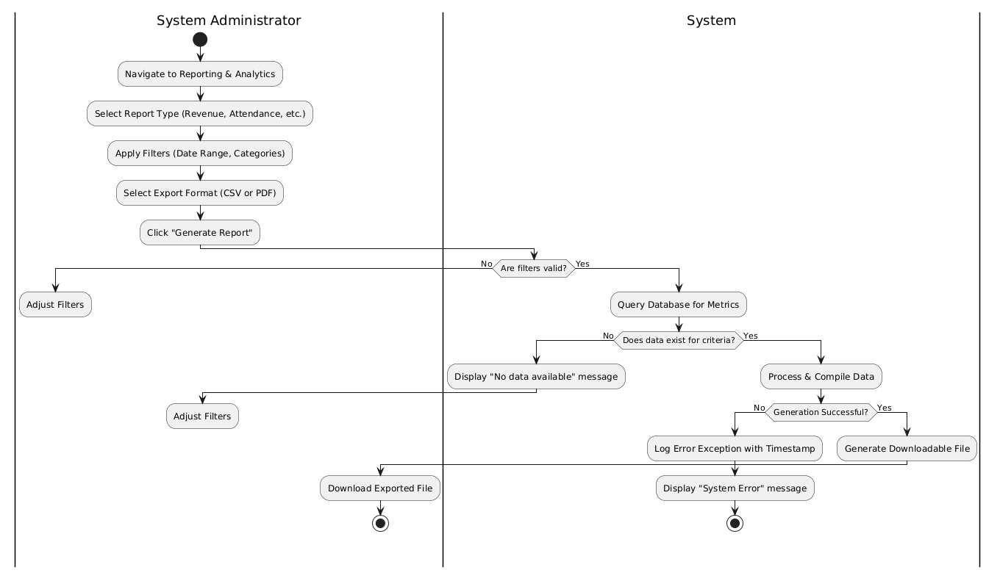 System Administrator
System
Navigate to Reporting & Analytics
Select Report Type (Revenue, Attendance, etc.)
Apply Filters (Date Range, Categories)
Select Export Format (CSV or PDF)
Click "Generate Report"
No
Are filters valid?
Yes
Adjust Filters
Query Database for Metrics
No
Does data exist for criteria?
Yes
Display "No data available" message
Process & Compile Data
Adjust Filters
No
Generation Successful?
Yes
Log Error Exception with Timestamp
Generate Downloadable File
Download Exported File
Display "System Error" message